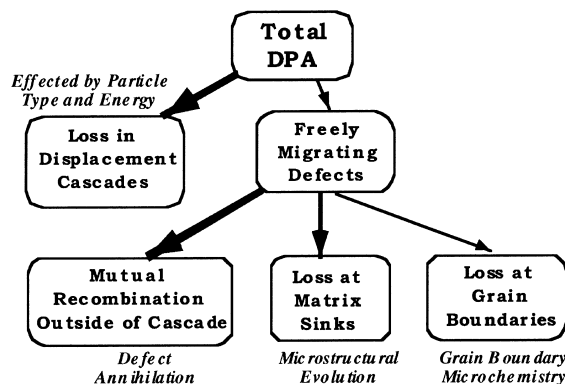 Total
DPA
Effected by Particle
Type and Energy
Loss in
Displacement
Cascades
Freely
Migrating
Defects
Mutual
Recombination
Outside of Cascade
Loss at
Matrix
Sinks
Loss at
Grain
Boundaries
Defect
Annihilation
Microstructural
Evolution
Grain Boundary
Microchemistry